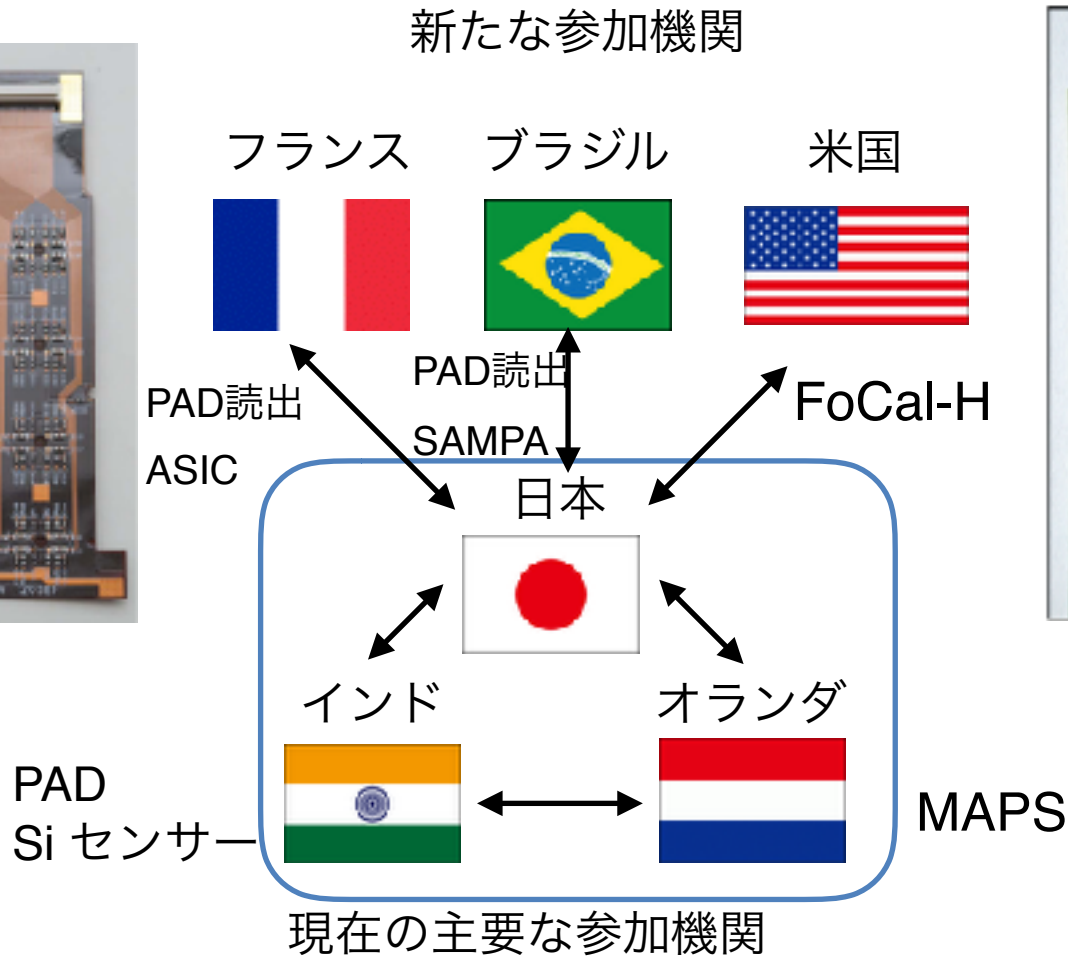 新たな参加機関
フランス
ブラジル
米国
PAD読出
ASIC
PAD読出
SAMPA
FoCal-H
日本
インド
オランダ
PAD
Si センサー
MAPS
現在の主要な参加機関